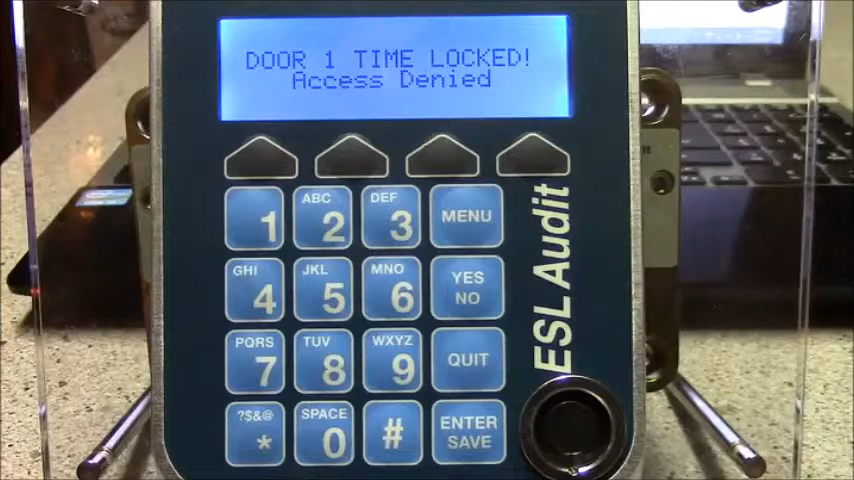 DOOR 1 TIME LOCKED!
Access Denied
1
ABC 2
DEF 3
MENU
GHI 4
JKL 5
MNO 6
YES
NO
PQRS 7
TUV 8
WXYZ 9
QUIT
?$&@ *
SPACE 0
#
ENTER
SAVE
ESL Audit